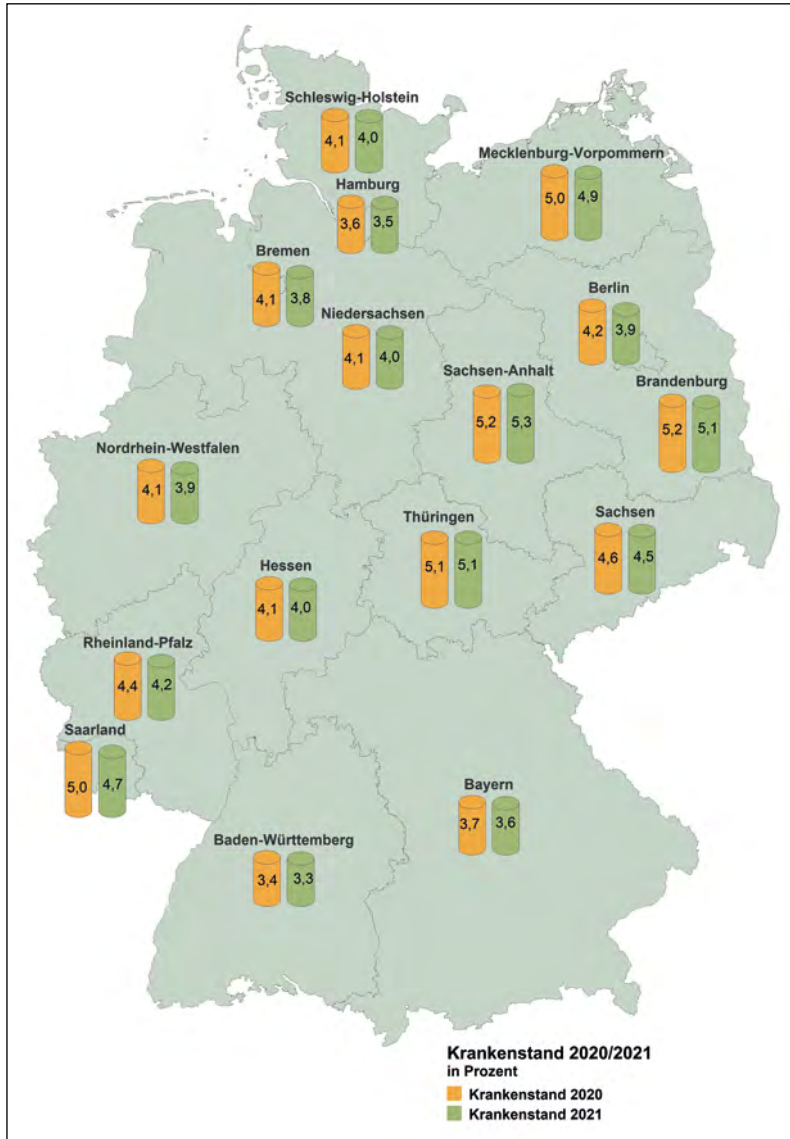 Schleswig-Holstein
4,1 4,0
Mecklenburg-Vorpommern
5,0 4,9
Hamburg
3,6 3,5
Bremen
4,1 3,8
Berlin
4,2 3,9
Niedersachsen
4,1 4,0
Sachsen-Anhalt
5,2 5,3
Brandenburg
5,2 5,1
Nordrhein-Westfalen
4,1 3,9
Thüringen
5,1 5,1
Sachsen
4,6 4,5
Hessen
4,1 4,0
Rheinland-Pfalz
4,4 4,2
Saarland
5,0 4,7
Bayern
3,7 3,6
Baden-Württemberg
3,4 3,3
Krankenstand 2020/2021
in Prozent
Krankenstand 2020
Krankenstand 2021